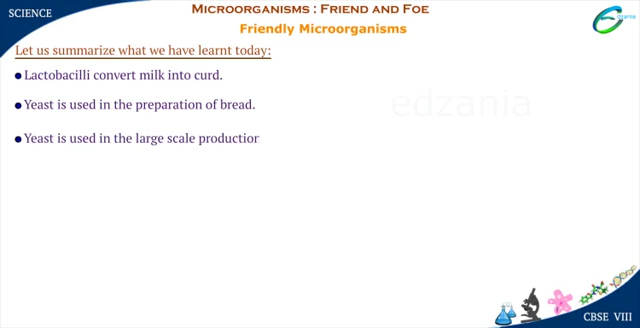 SCIENCE
MICROORGANISMS : FRIEND AND FOE
Friendly Microorganisms
edzania
Let us summarize what we have learnt today:
Lactobacilli convert milk into curd.
Yeast is used in the preparation of bread.
edzania
Yeast is used in the large scale production
CBSE VIII